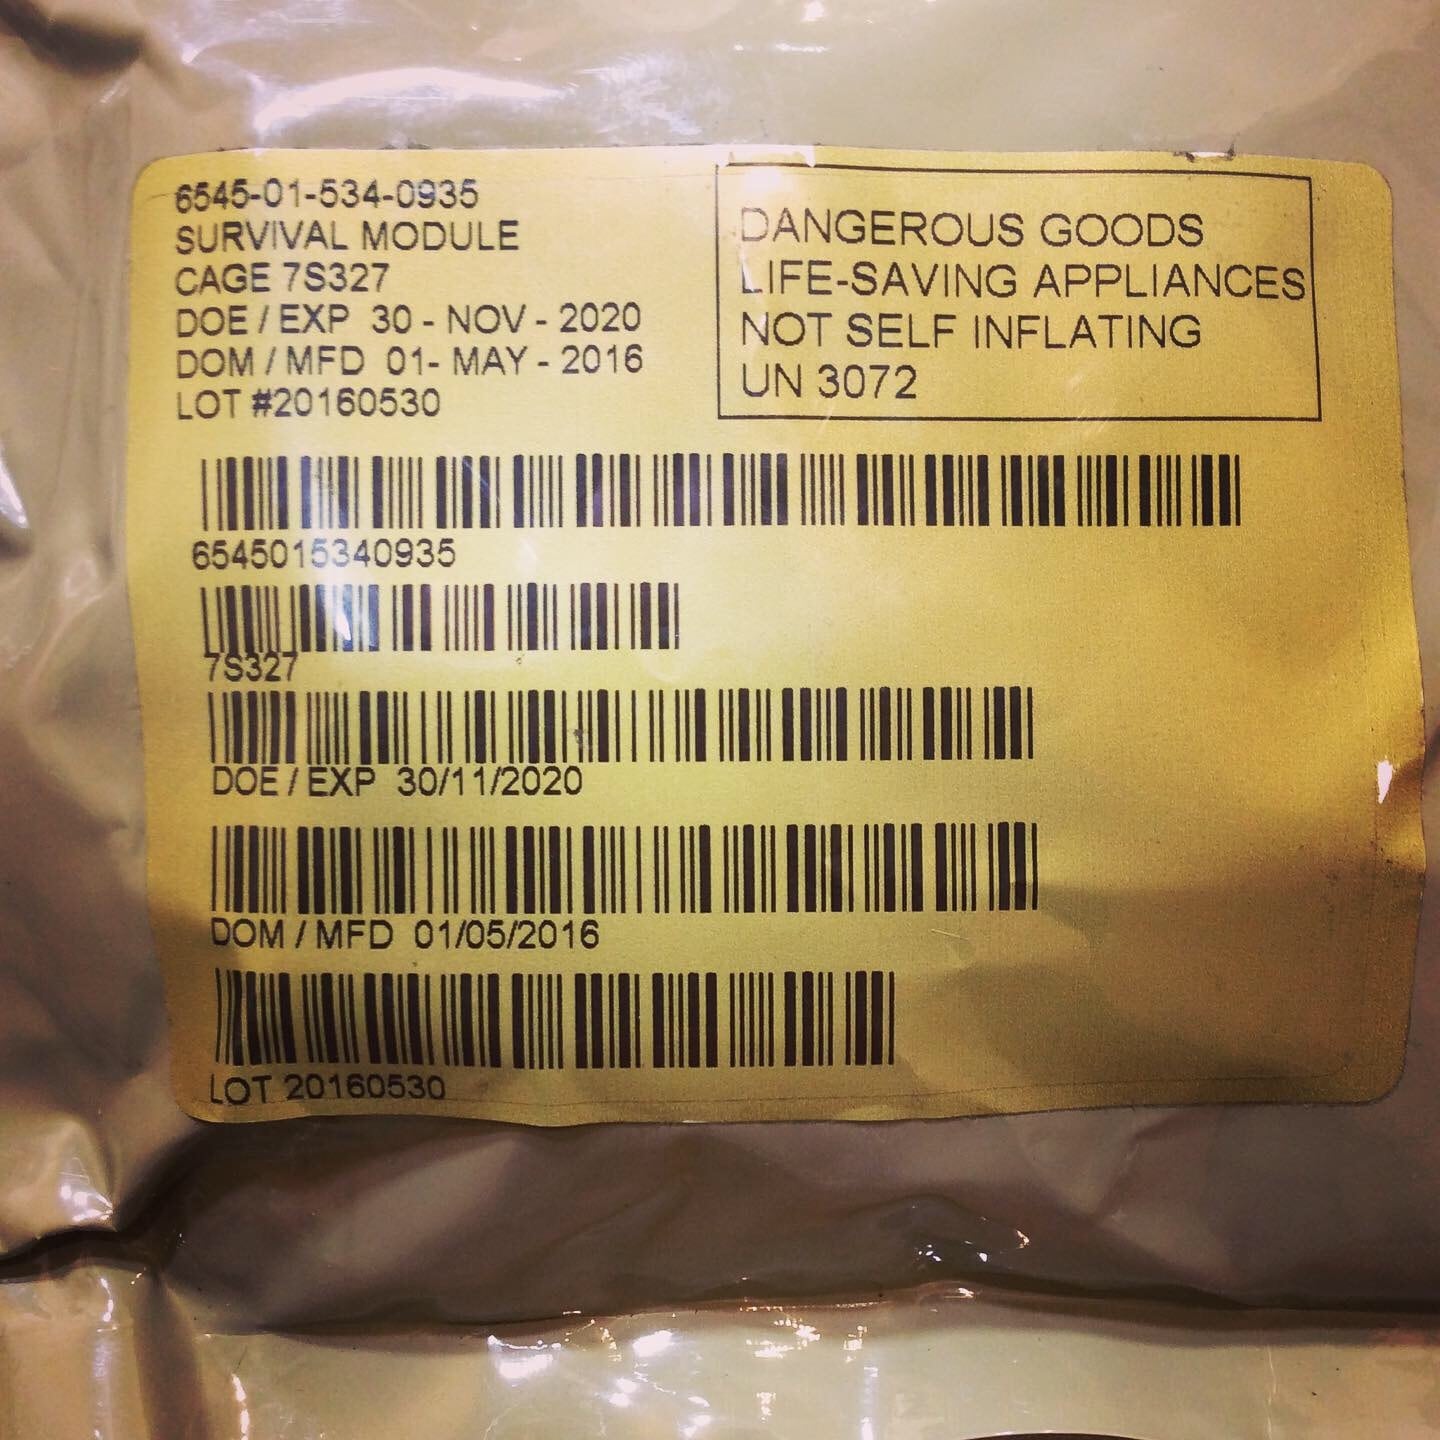 6545-01-534-0935
SURVIVAL MODULE
CAGE 7S327
DOE / EXP 30 - NOV - 2020
DOM / MFD 01- MAY - 2016
LOT #20160530
DANGEROUS GOODS
LIFE-SAVING APPLIANCES
NOT SELF INFLATING
UN 3072
6545015340935
7S327
DOE / EXP 30/11/2020
DOM / MFD 01/05/2016
LOT 20160530